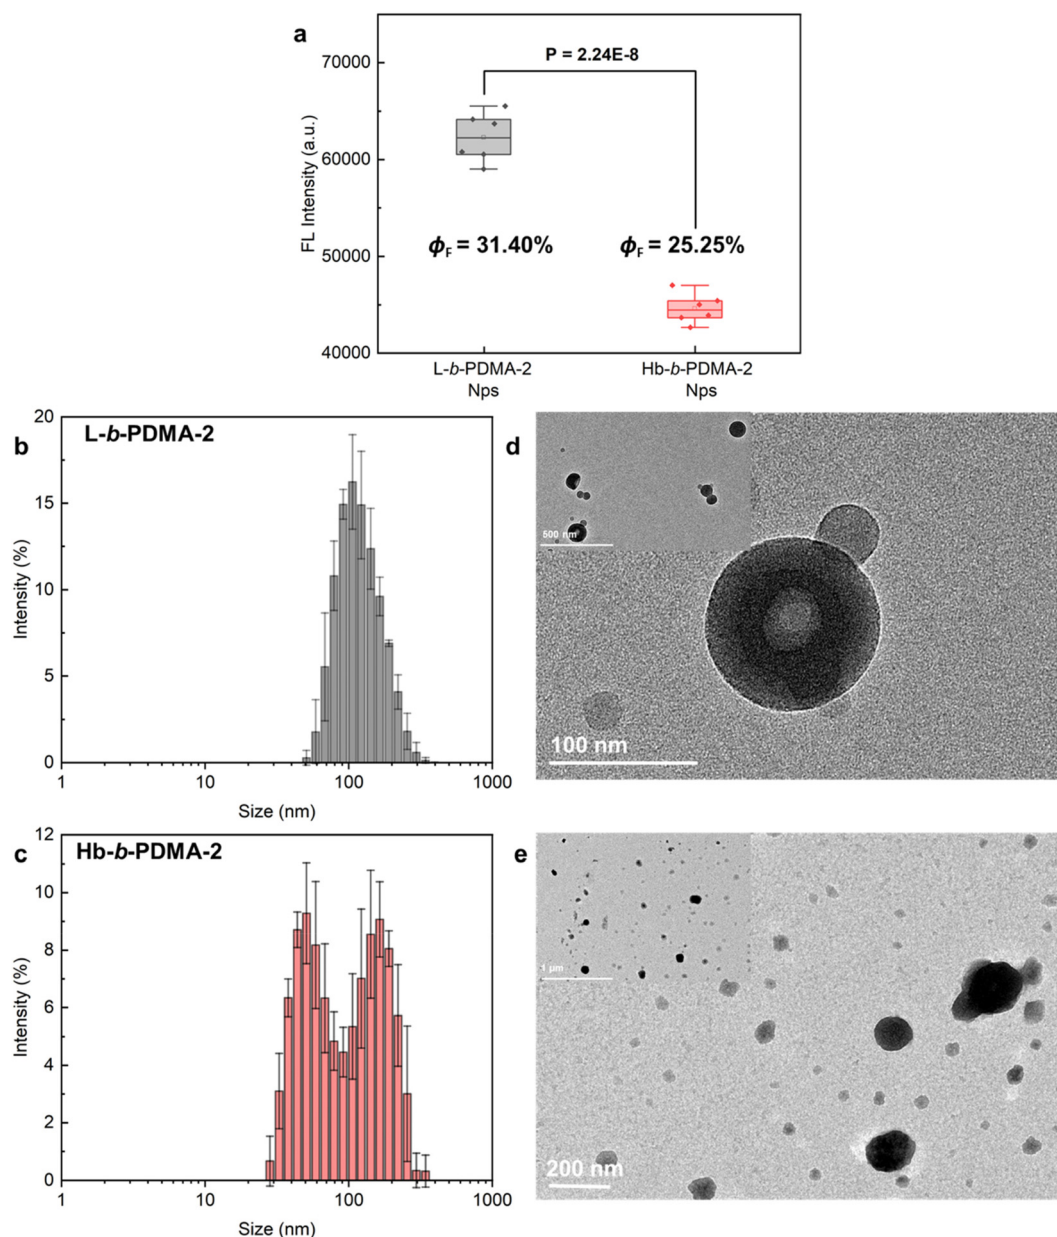 a
P = 2.24E-8
70000
60000
50000
40000
FL Intensity (a.u.)
ϕF = 31.40%
ϕF = 25.25%
L-b-PDMA-2
Nps
Hb-b-PDMA-2
Nps
b
L-b-PDMA-2
20
15
10
5
0
Intensity (%)
1
10
100
1000
Size (nm)
d
500 nm
100 nm
c
Hb-b-PDMA-2
12
10
8
6
4
2
0
Intensity (%)
1
10
100
1000
Size (nm)
e
1 μm
200 nm